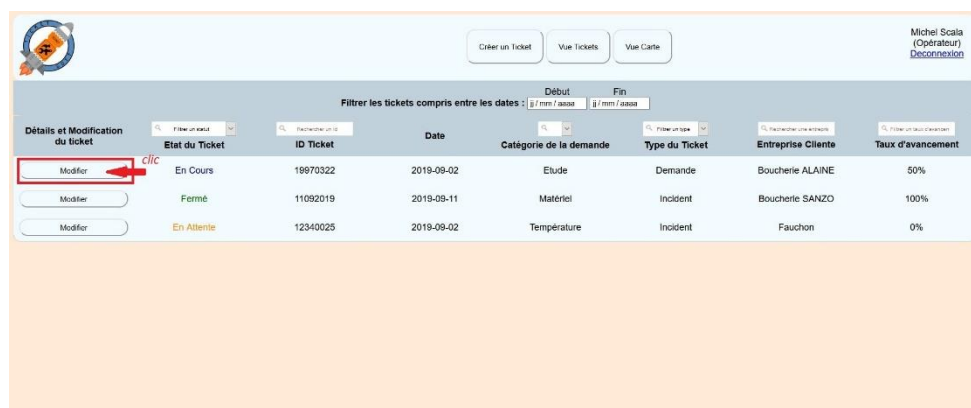 Créer un Ticket
Vue Tickets
Vue Carte
Michel Scala
(Opérateur)
Deconnexion
Début Fin
Filtrer les tickets compris entre les dates : jj / mm / aaaa jj / mm / aaaa
Détails et Modification
du ticket
Filtrer un statut
Etat du Ticket
Rechercher un id
ID Ticket
Date
Catégorie de la demande
Filtrer un type
Type du Ticket
Rechercher une entrepris
Entreprise Cliente
Filtrer un taux d'avancem
Taux d'avancement
clic
Modifier En Cours 19970322 2019-09-02 Etude Demande Boucherie ALAINE 50%
Modifier Fermé 11092019 2019-09-11 Matériel Incident Boucherie SANZO 100%
Modifier En Attente 12340025 2019-09-02 Température Incident Fauchon 0%